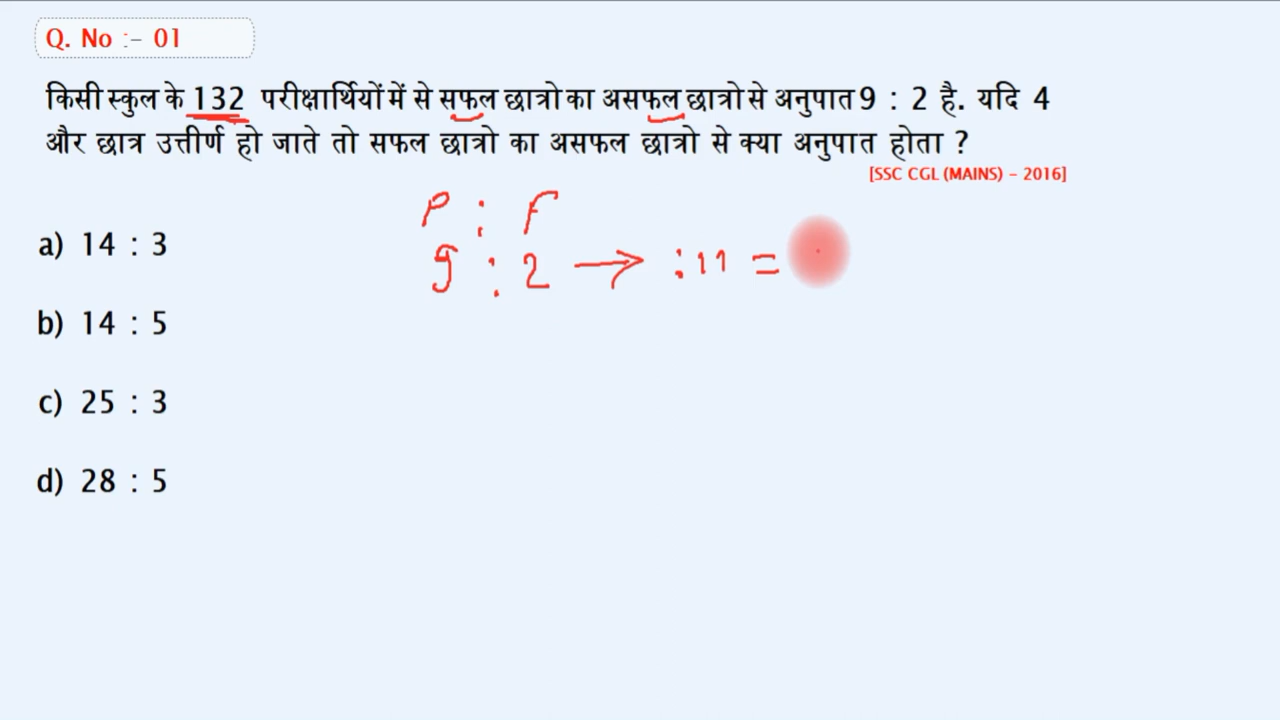 Q. No :- 01
किसी स्कुल के 132 परीक्षार्थियों में से सफल छात्रो का असफल छात्रो से अनुपात 9 : 2 है. यदि 4
और छात्र उत्तीर्ण हो जाते तो सफल छात्रो का असफल छात्रो से क्या अनुपात होता ?
[SSC CGL (MAINS) - 2016]
P : F
9 : 2 → : 11 =
a) 14 : 3
b) 14 : 5
c) 25 : 3
d) 28 : 5